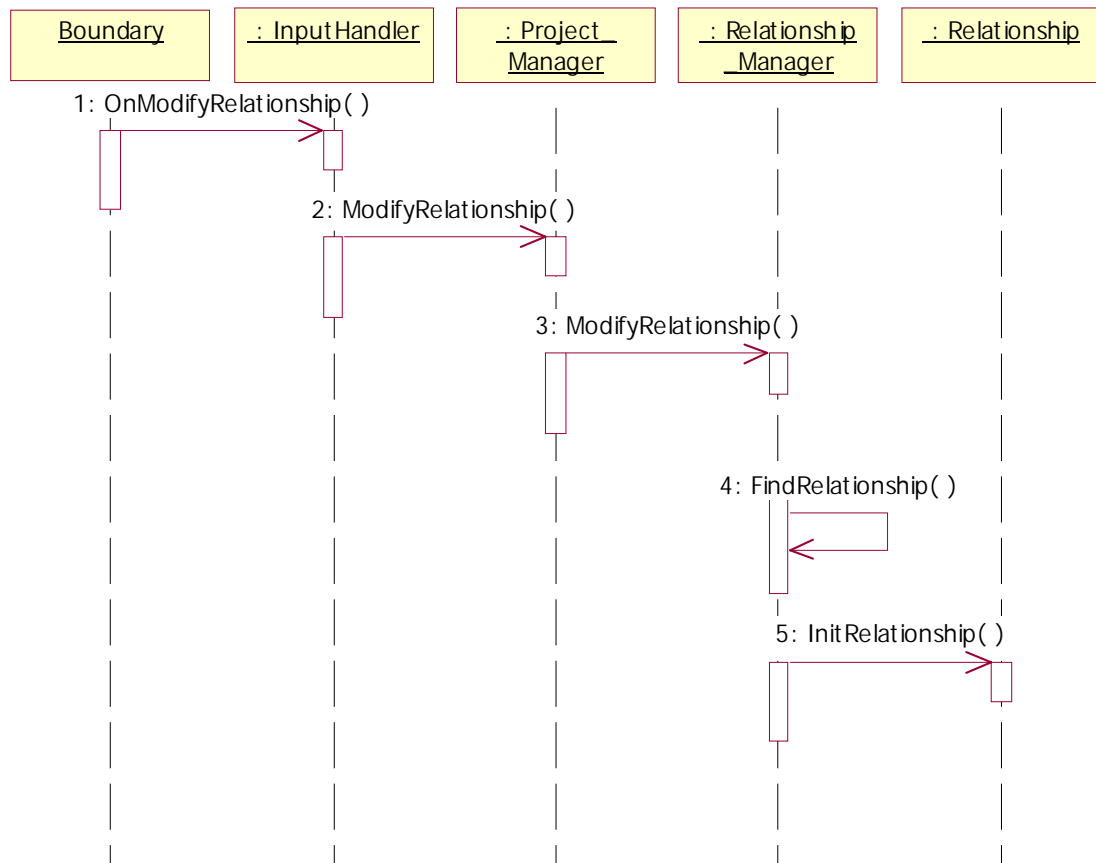 Boundary
: InputHandler
: Project_
Manager
: Relationship
_Manager
: Relationship
1: OnModifyRelationship( )
2: ModifyRelationship( )
3: ModifyRelationship( )
4: FindRelationship( )
5: InitRelationship( )